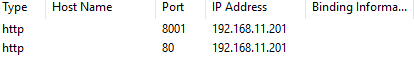 Type Host Name Port IP Address Binding Informa...
http 8001 192.168.11.201
http 80 192.168.11.201